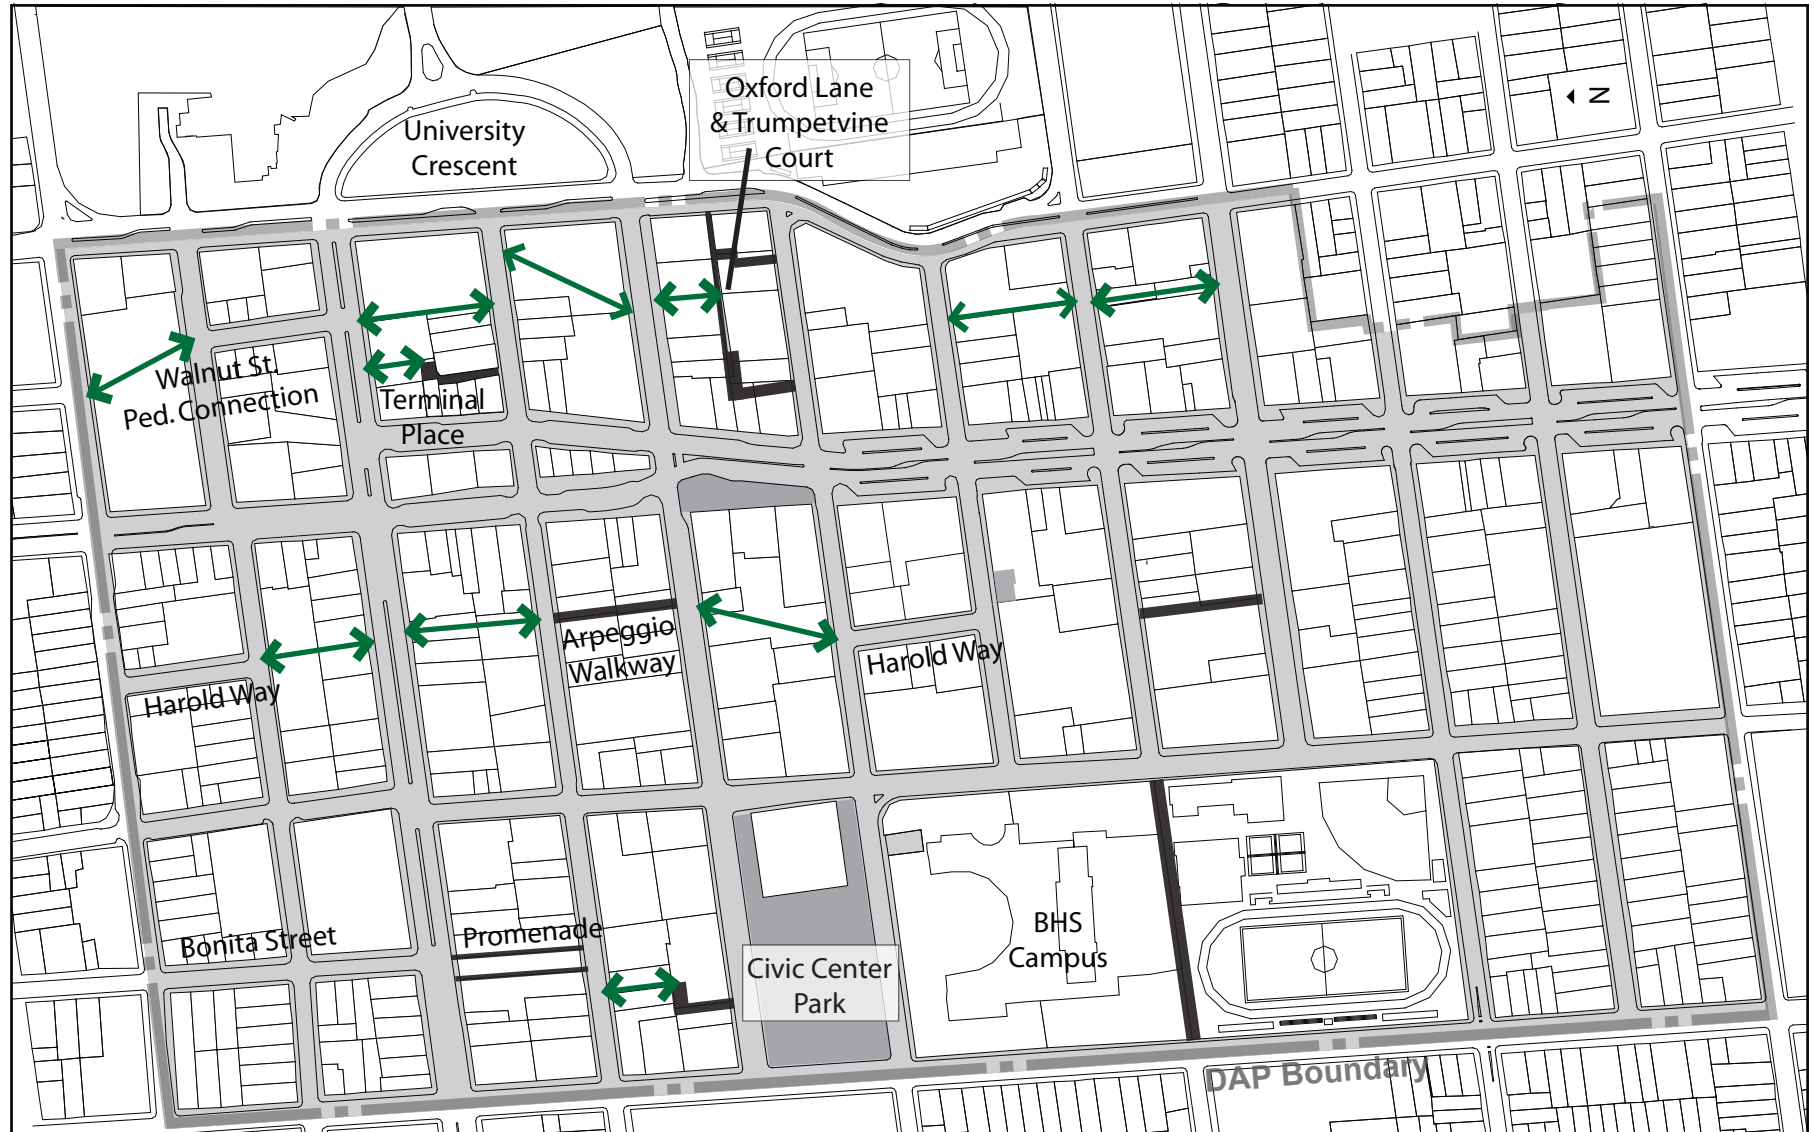 N
Oxford Lane
& Trumpetvine
Court
University
Crescent
Walnut St.
Ped. Connection
Terminal
Place
Arpeggio
Walkway
Harold Way
Harold Way
Bonita Street
Promenade
Civic Center
Park
BHS
Campus
DAP Boundary